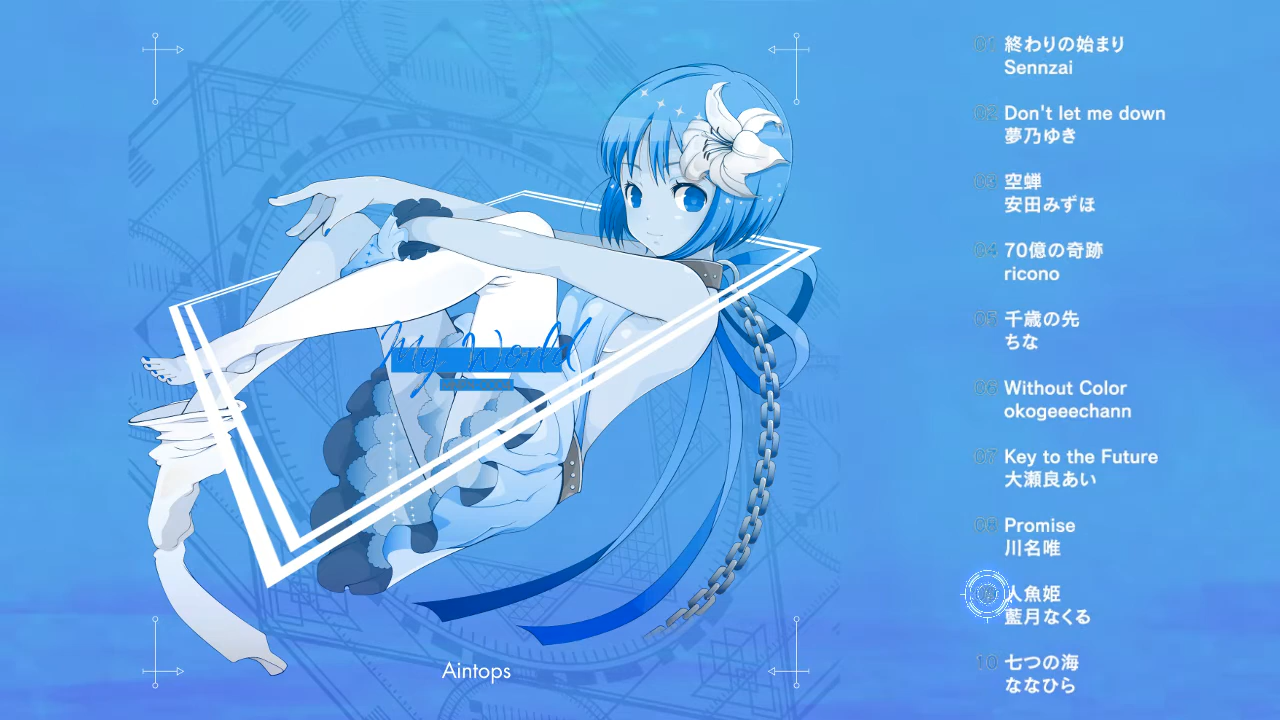 My World
Aintops
01 終わりの始まり
Sennzai
02 Don't let me down
夢乃ゆき
03 空蝉
安田みずほ
04 70億の奇跡
ricono
05 千歳の先
ちな
06 Without Color
okogeeechann
07 Key to the Future
大瀬良あい
08 Promise
川名唯
09 人魚姫
藍月なくる
10 七つの海
ななひら